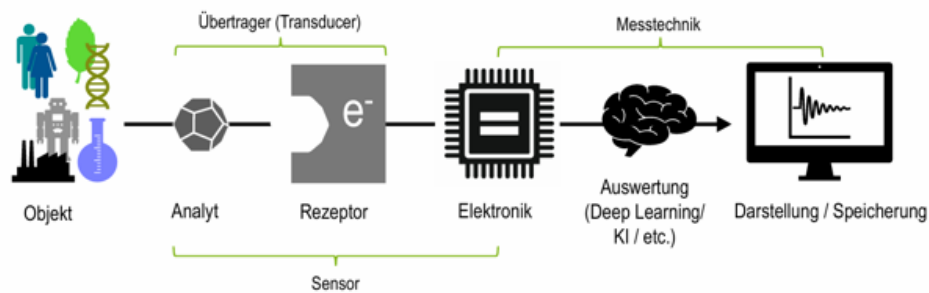 Übertrager (Transducer)
Messtechnik
e-
Objekt
Analyt
Rezeptor
Elektronik
Auswertung
(Deep Learning/
KI / etc.)
Darstellung / Speicherung
Sensor